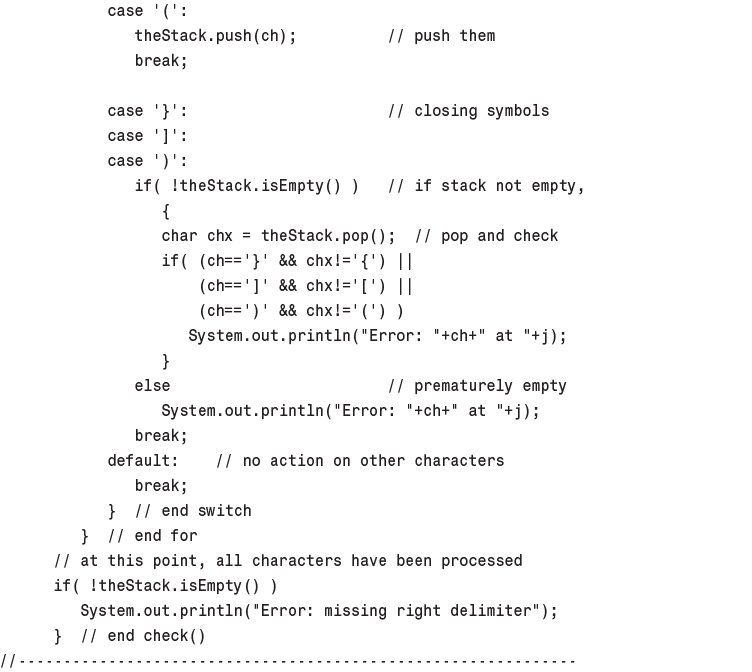 case '(':
               theStack.push(ch);          // push them
               break;

            case '}':                      // closing symbols
            case ']':
            case ')':
               if( !theStack.isEmpty() )   // if stack not empty,
                  {
                  char chx = theStack.pop();  // pop and check
                  if( (ch=='}' && chx!='{') ||
                      (ch==']' && chx!='[') ||
                      (ch==')' && chx!='(') )
                     System.out.println("Error: "+ch+" at "+j);
                  }
               else                        // prematurely empty
                  System.out.println("Error: "+ch+" at "+j);
               break;
            default:    // no action on other characters
               break;
            }  // end switch
         }  // end for
      // at this point, all characters have been processed
      if( !theStack.isEmpty() )
         System.out.println("Error: missing right delimiter");
      }  // end check()
//--------------------------------------------------------------